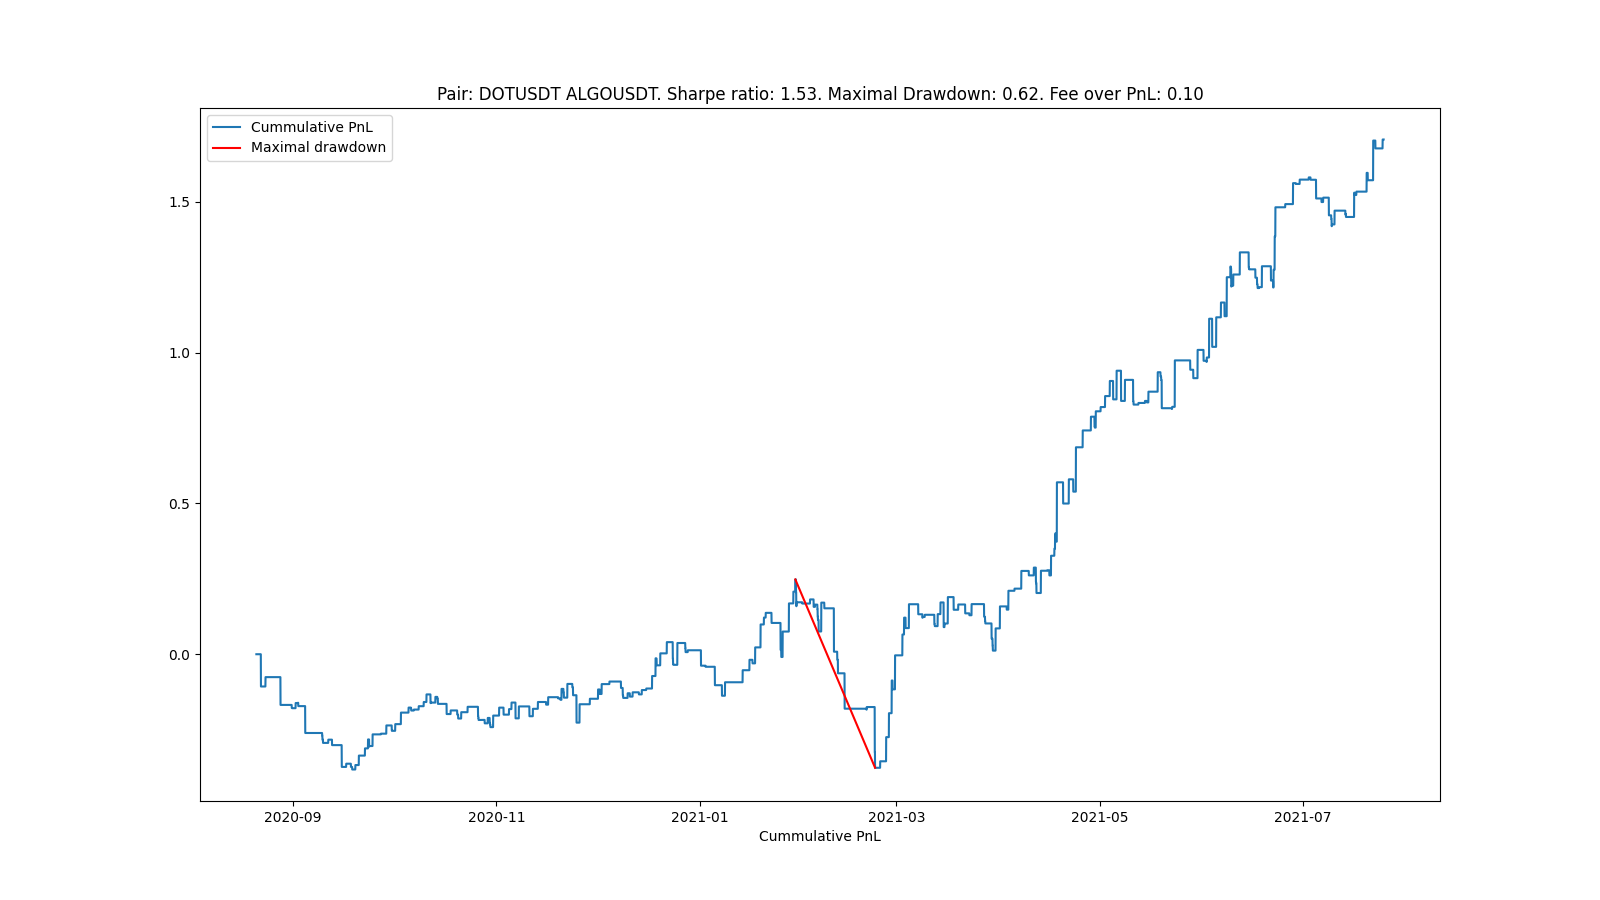 Pair: DOTUSDT ALGOUSDT. Sharpe ratio: 1.53. Maximal Drawdown: 0.62. Fee over PnL: 0.10
Cummulative PnL
Maximal drawdown
1.5
1.0
0.5
0.0
2020-09 2020-11 2021-01 2021-03 2021-05 2021-07
Cummulative PnL